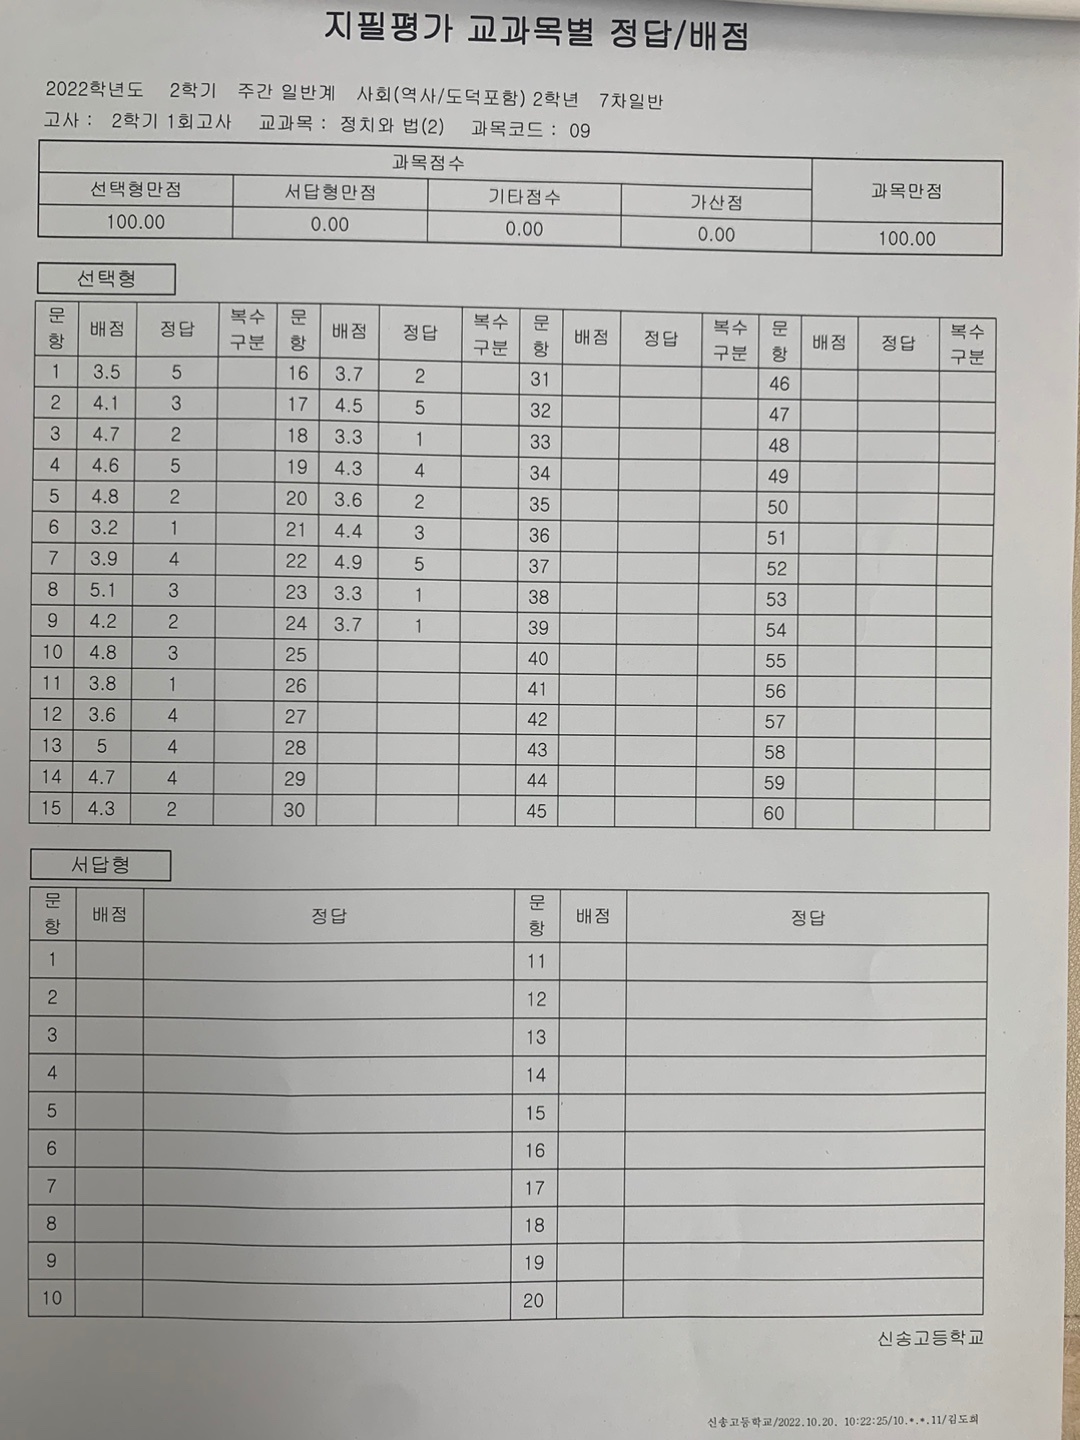 지필평가 교과목별 정답/배점
2022학년도 2학기 주간 일반계 사회(역사/도덕포함) 2학년 7차일반
고사 : 2학기 1회고사 교과목 : 정치와 법(2) 과목코드 : 09
과목점수 과목만점
선택형만점 서답형만점 기타점수 가산점
100.00 0.00 0.00 0.00 100.00
선택형
문항 배점 정답 복수구분 문항 배점 정답 복수구분 문항 배점 정답 복수구분 문항 배점 정답 복수구분
1 3.5 5 16 3.7 2 31 46
2 4.1 3 17 4.5 5 32 47
3 4.7 2 18 3.3 1 33 48
4 4.6 5 19 4.3 4 34 49
5 4.8 2 20 3.6 2 35 50
6 3.2 1 21 4.4 3 36 51
7 3.9 4 22 4.9 5 37 52
8 5.1 3 23 3.3 1 38 53
9 4.2 2 24 3.7 1 39 54
10 4.8 3 25 40 55
11 3.8 1 26 41 56
12 3.6 4 27 42 57
13 5 4 28 43 58
14 4.7 4 29 44 59
15 4.3 2 30 45 60
서답형
문항 배점 정답 문항 배점 정답
1 11
2 12
3 13
4 14
5 15
6 16
7 17
8 18
9 19
10 20
신송고등학교
신송고등학교/2022.10.20. 10:22:25/10.*.*.11/김도희